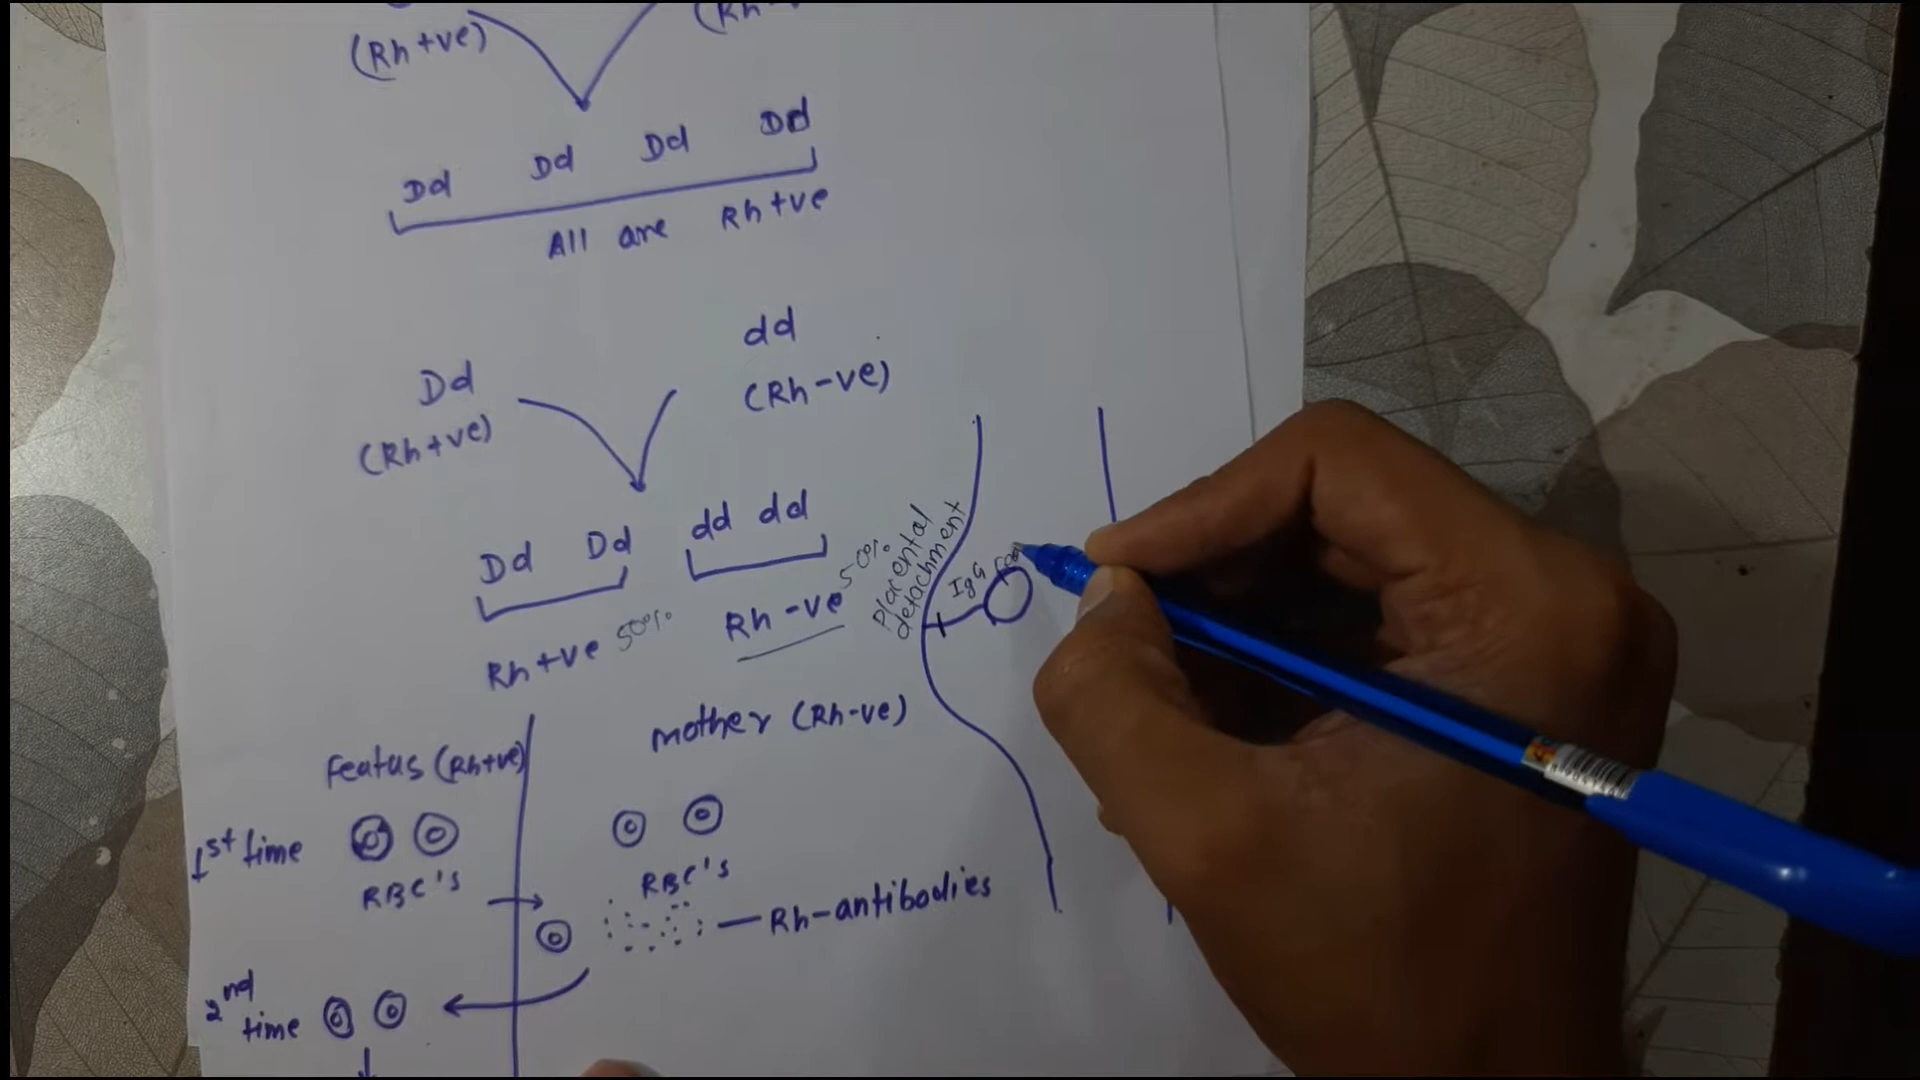 (Rh+ve)
Dd Dd Dd Dd
All are Rh+ve
Dd
(Rh+ve)
dd
(Rh-ve)
Dd Dd dd dd
Rh+ve 50%
Rh-ve 50%
Placental
detachment
IgG
Featus (Rh+ve)
mother (Rh-ve)
1st time
RBC's
RBC's
Rh-antibodies
2nd
time